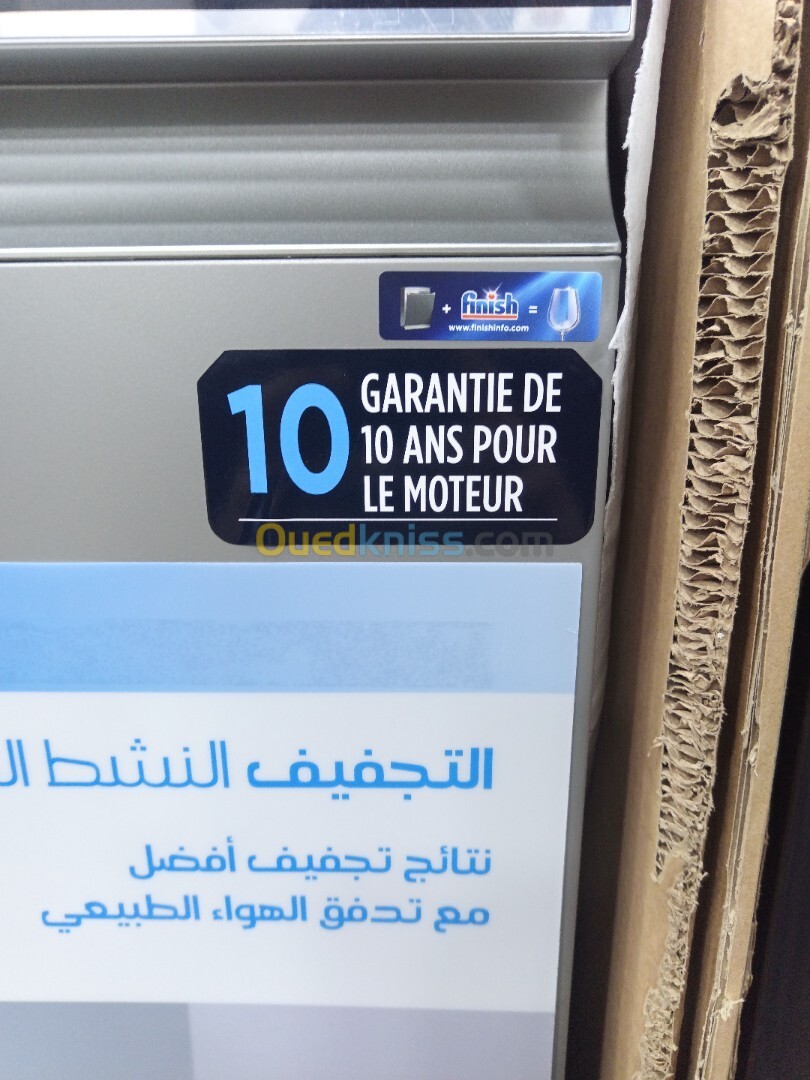 + finish =
www.finishinfo.com
10
GARANTIE DE
10 ANS POUR
LE MOTEUR
Ouedkniss.com
التجفيف النشط
نتائج تجفيف أفضل
مع تدفق الهواء الطبيعي